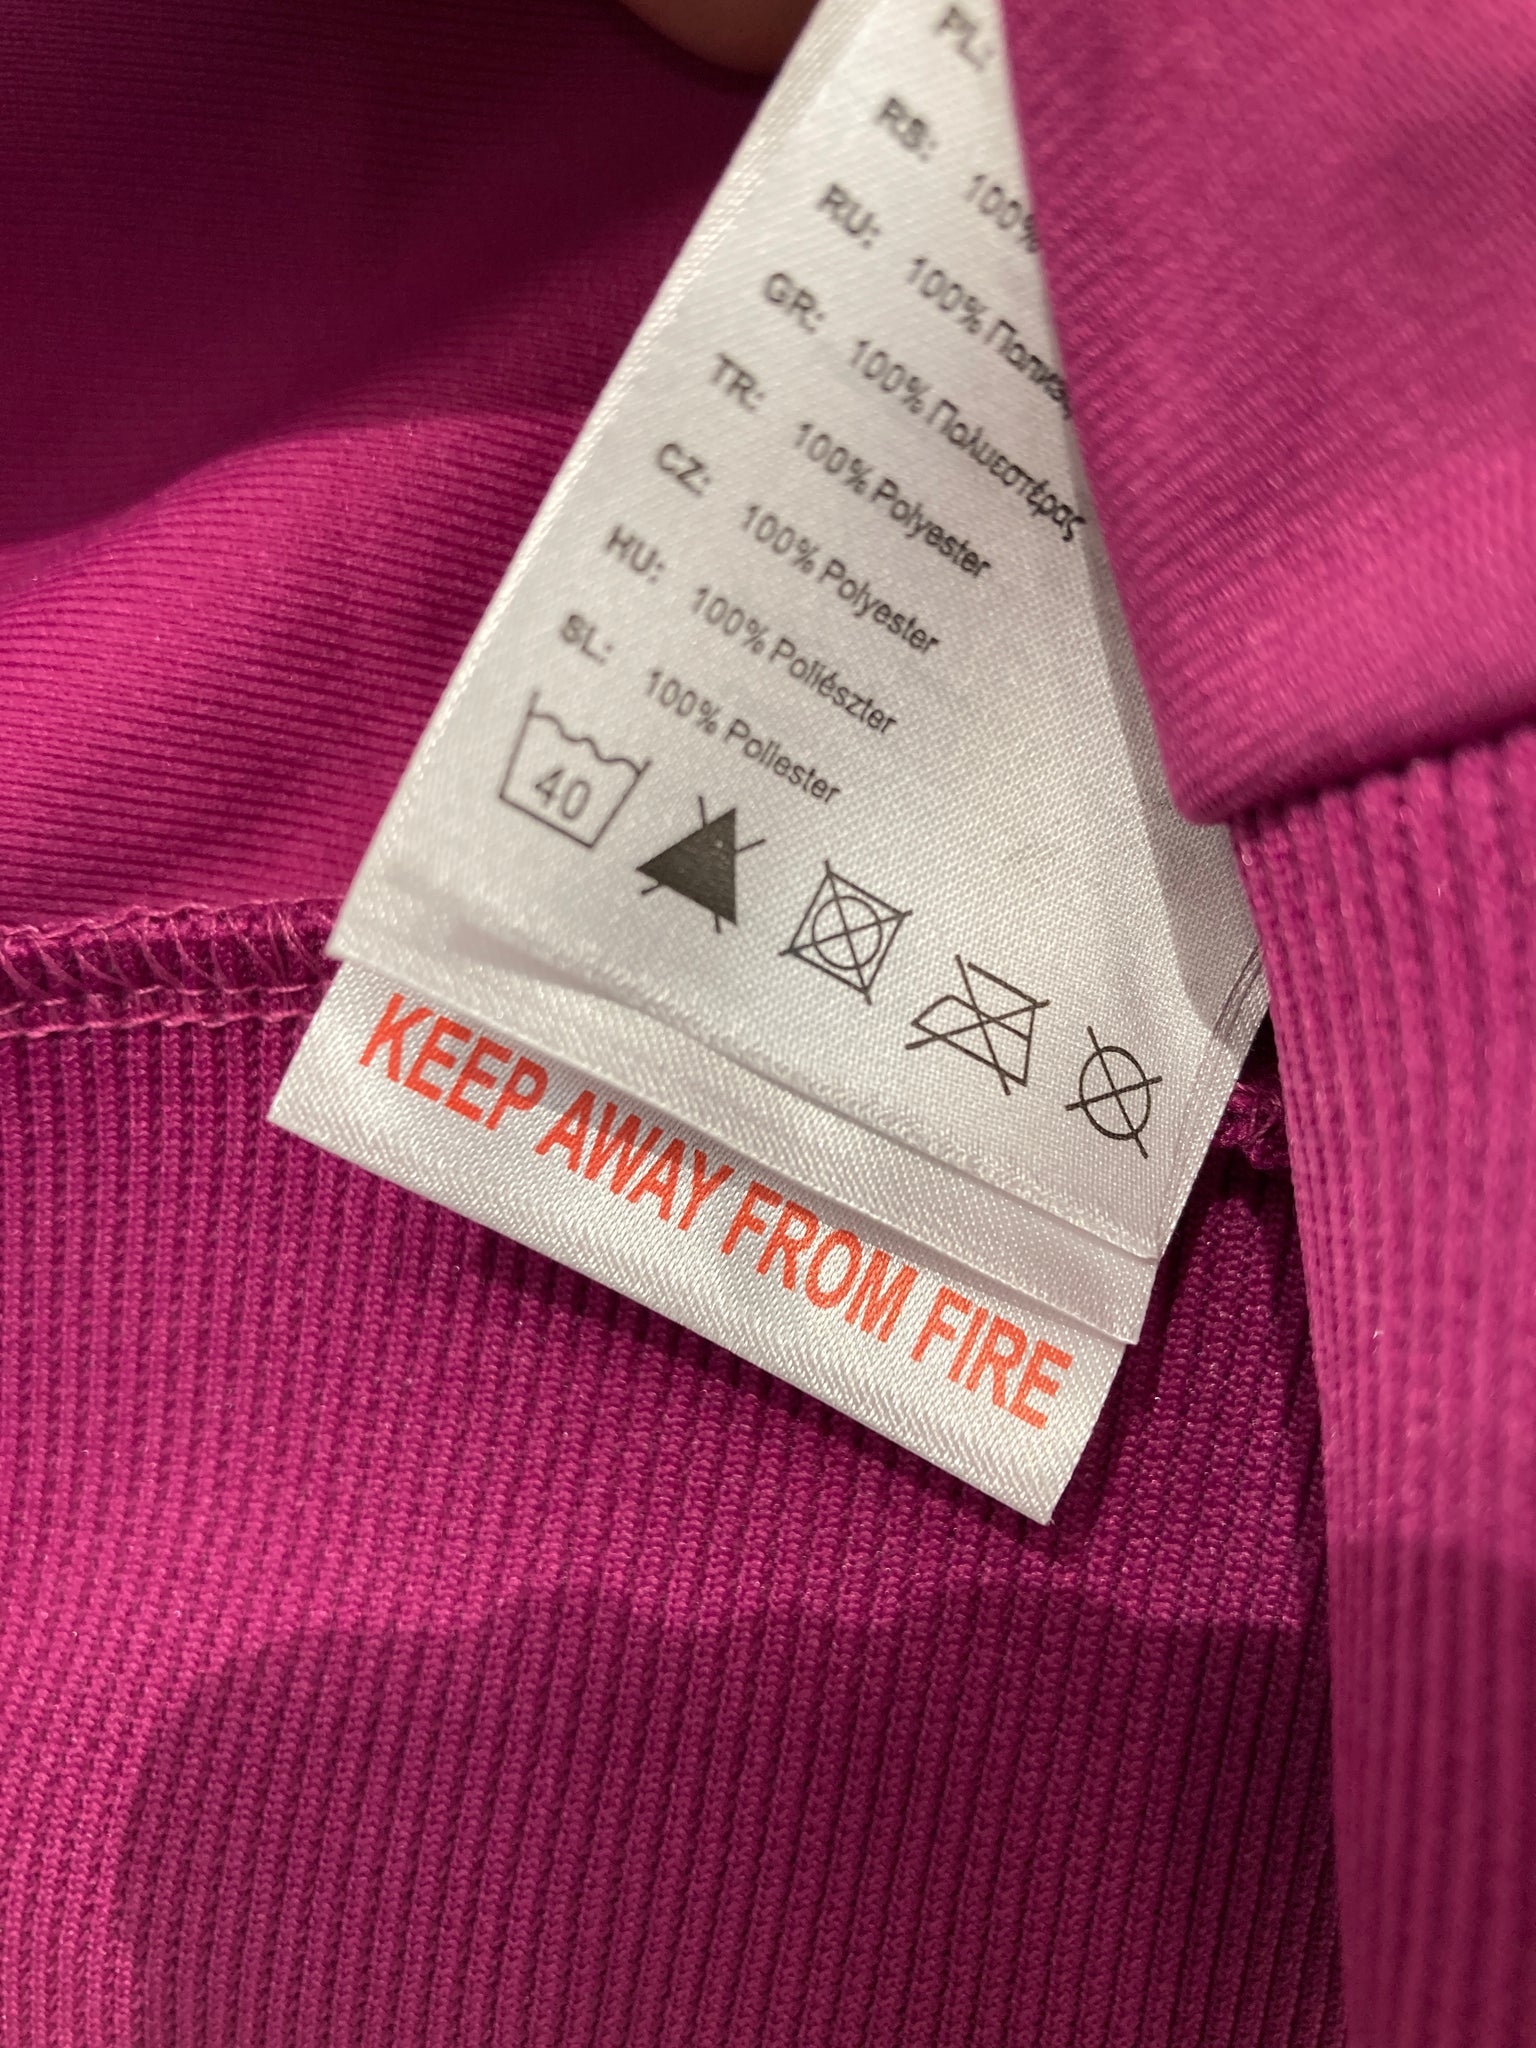 PL:
RS: 100%
RU: 100%
GR: 100% Πολυεστέρας
TR: 100% Polyester
CZ: 100% Polyester
HU: 100% Poliészter
SL: 100% Poliester
40
KEEP AWAY FROM FIRE